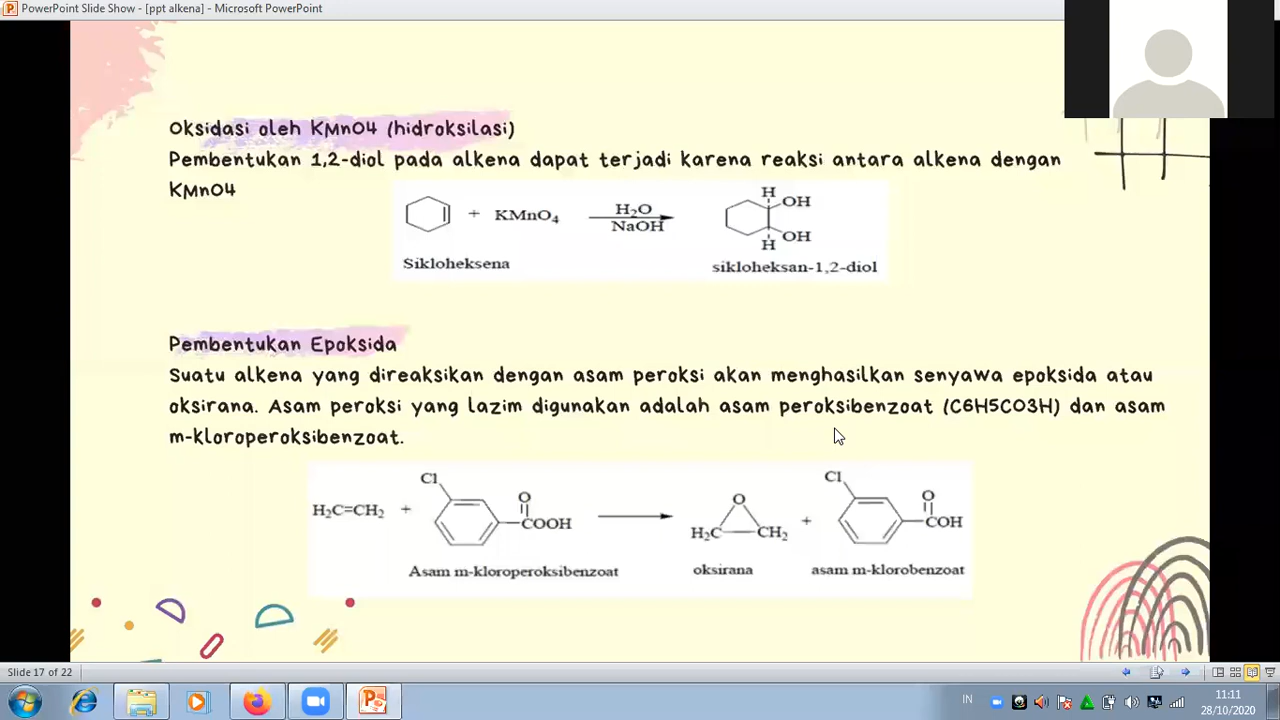 PowerPoint Slide Show - [ppt alkena] - Microsoft PowerPoint
Oksidasi oleh KMnO4 (hidroksilasi)
Pembentukan 1,2-diol pada alkena dapat terjadi karena reaksi antara alkena dengan
KMnO4
+ KMnO4 H2O
NaOH
H
OH
OH
H
Sikloheksena
sikloheksan-1,2-diol
Pembentukan Epoksida
Suatu alkena yang direaksikan dengan asam peroksi akan menghasilkan senyawa epoksida atau
oksirana. Asam peroksi yang lazim digunakan adalah asam peroksibenzoat (C6H5CO3H) dan asam
m-kloroperoksibenzoat.
H2C=CH2 +
Cl
O
COOH
O
H2C CH2
+
Cl
O
COH
Asam m-kloroperoksibenzoat
oksirana
asam m-klorobenzoat
Slide 17 of 22
IN
11:11
28/10/2020